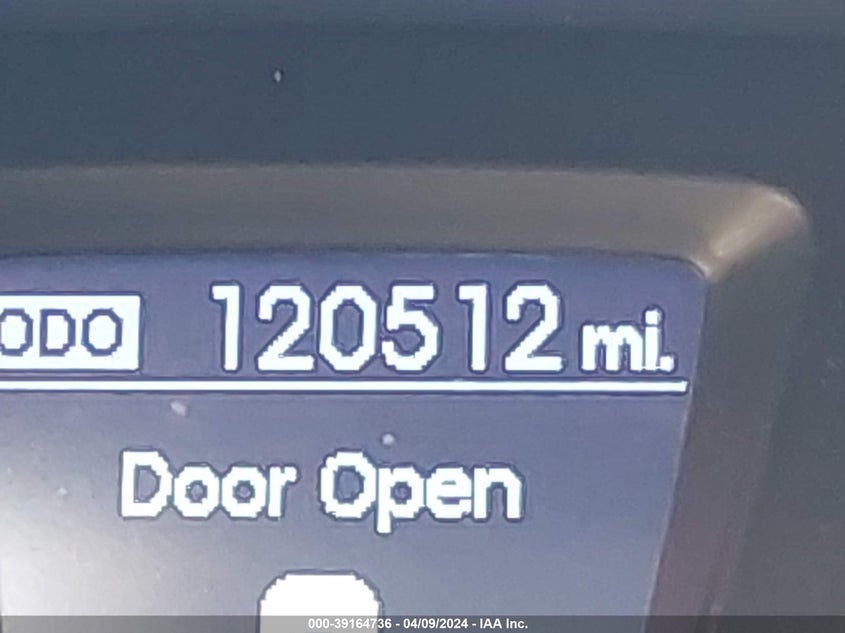 ODO 120512 mi.
Door Open
000-39164736 - 04/09/2024 - IAA Inc.